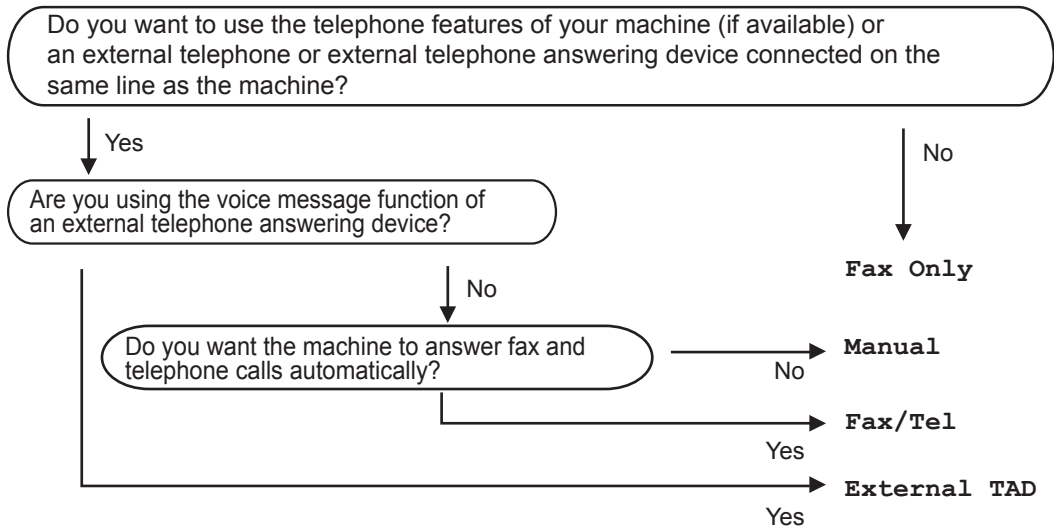 Do you want to use the telephone features of your machine (if available) or
an external telephone or external telephone answering device connected on the
same line as the machine?
Yes
No
Are you using the voice message function of
an external telephone answering device?
Fax Only
No
Do you want the machine to answer fax and
telephone calls automatically?
Manual
No
Fax/Tel
Yes
External TAD
Yes